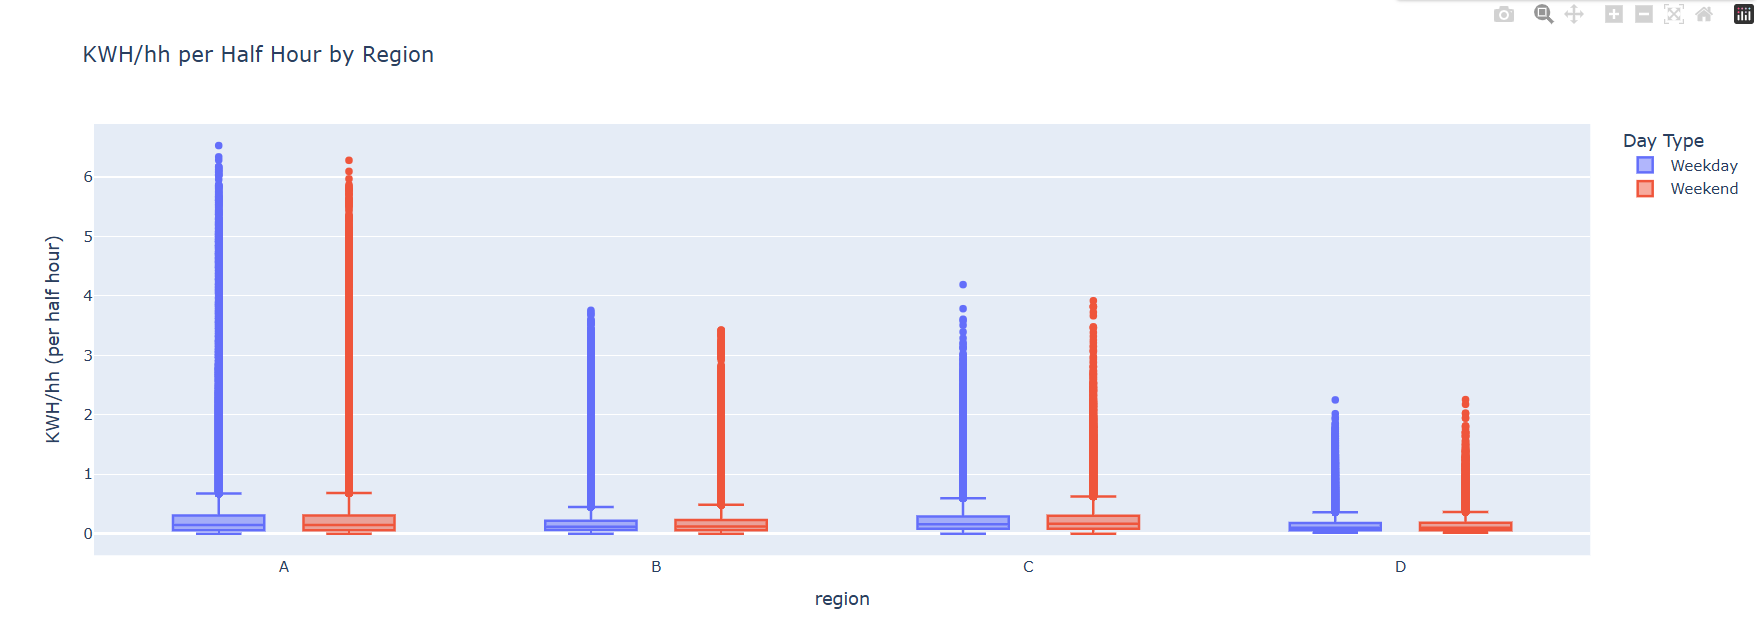 KWH/hh per Half Hour by Region
Day Type
Weekday
Weekend
KWH/hh (per half hour)
6
5
4
3
2
1
0
A B C D
region